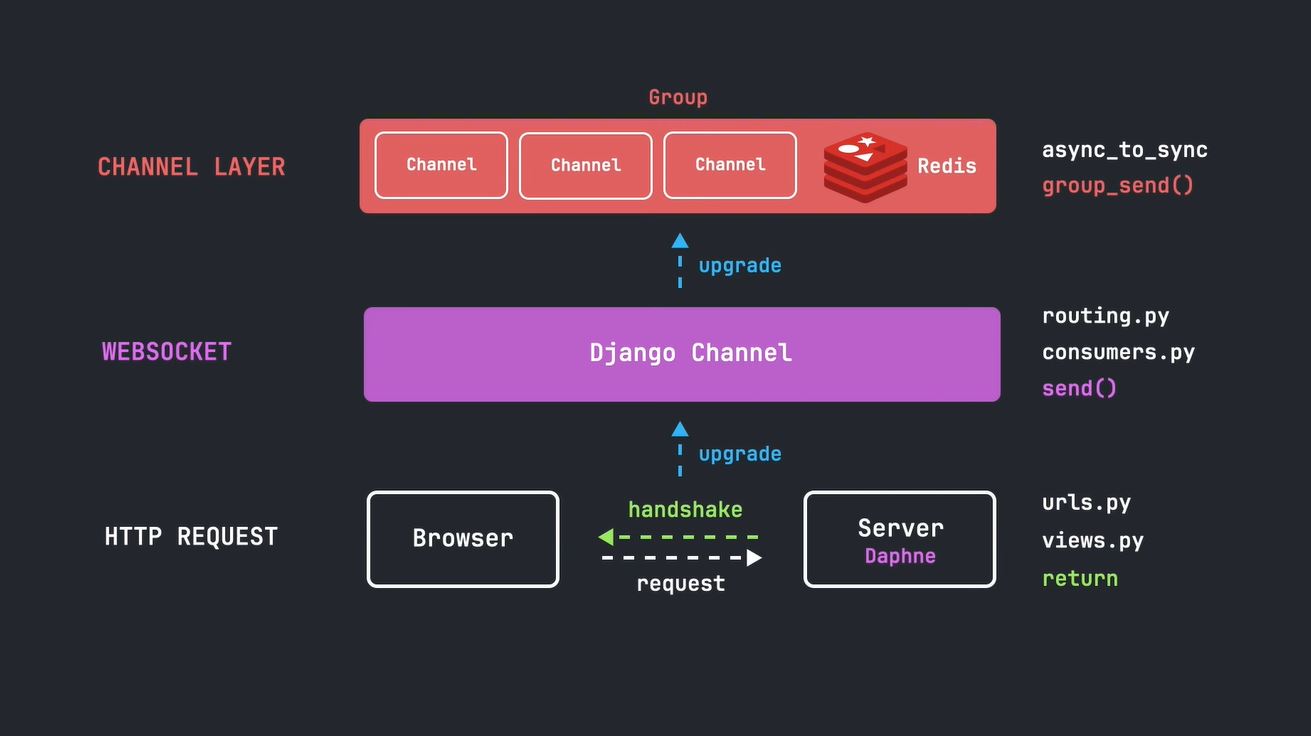 Group
CHANNEL LAYER
Channel
Channel
Channel
Redis
async_to_sync
group_send()
upgrade
WEBSOCKET
Django Channel
routing.py
consumers.py
send()
upgrade
HTTP REQUEST
Browser
handshake
request
Server
Daphne
urls.py
views.py
return